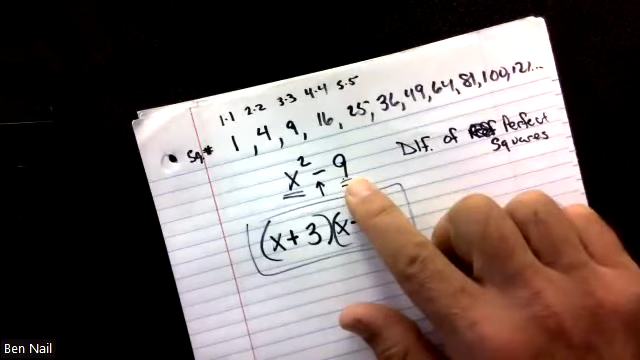 1·1 2·2 3·3 4·4 5·5
Sq.# 1, 4, 9, 16, 25, 36, 49, 64, 81, 100, 121...
x² - 9
↑
Dif. of Perfect
Squares
(x+3)(x-
Ben Nail